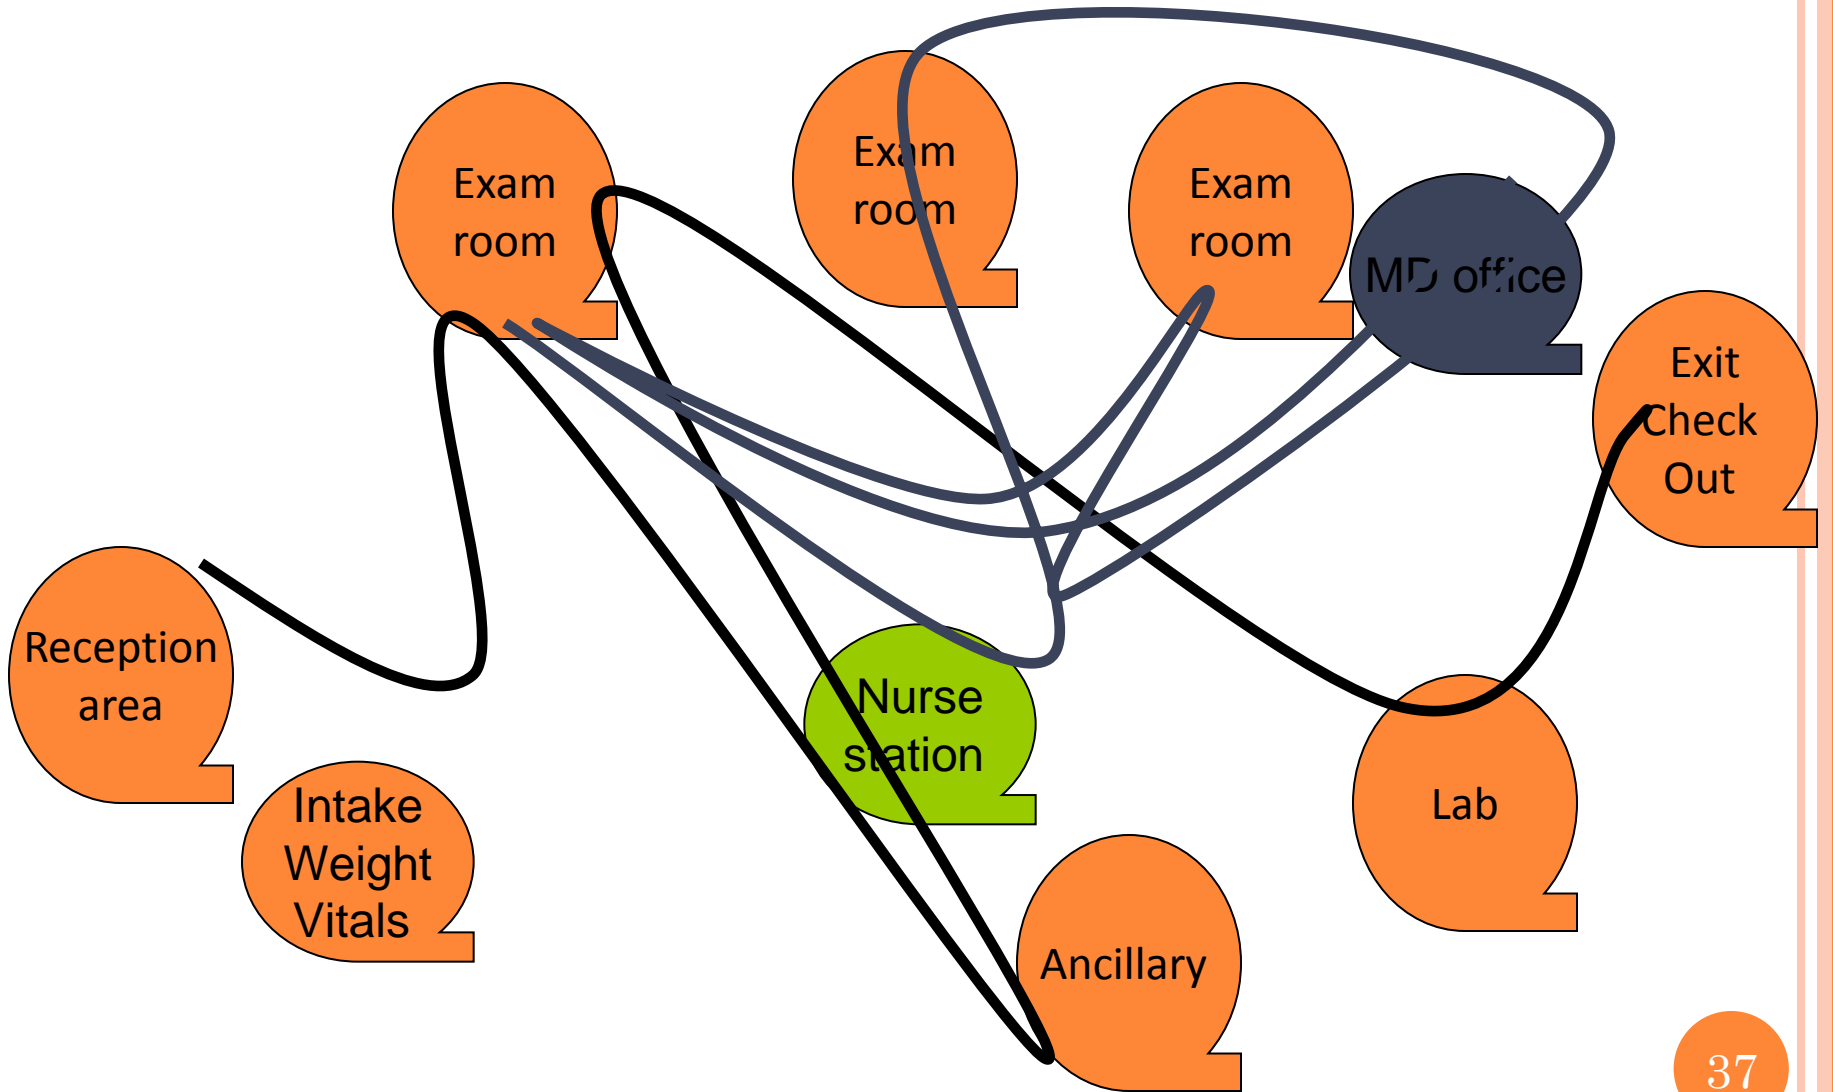 Exam
room
Exam
room
Exam
room
MD office
Exit
Check
Out
Reception
area
Nurse
station
Intake
Weight
Vitals
Lab
Ancillary
37